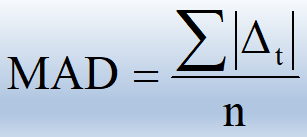 MAD = ∑|Δt| / n